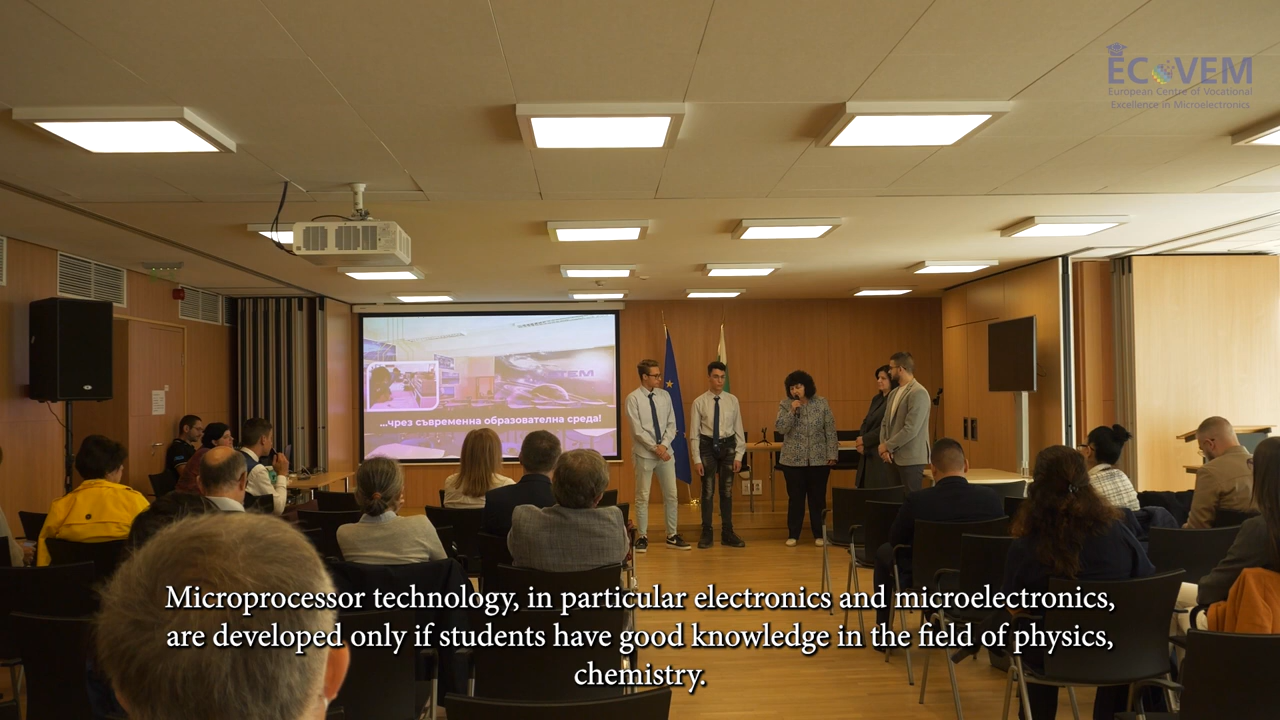 ECOVEM
European Centre of Vocational
Excellence in Microelectronics
STEM
...чрез съвременна образователна среда!
Microprocessor technology, in particular electronics and microelectronics,
are developed only if students have good knowledge in the field of physics,
chemistry.